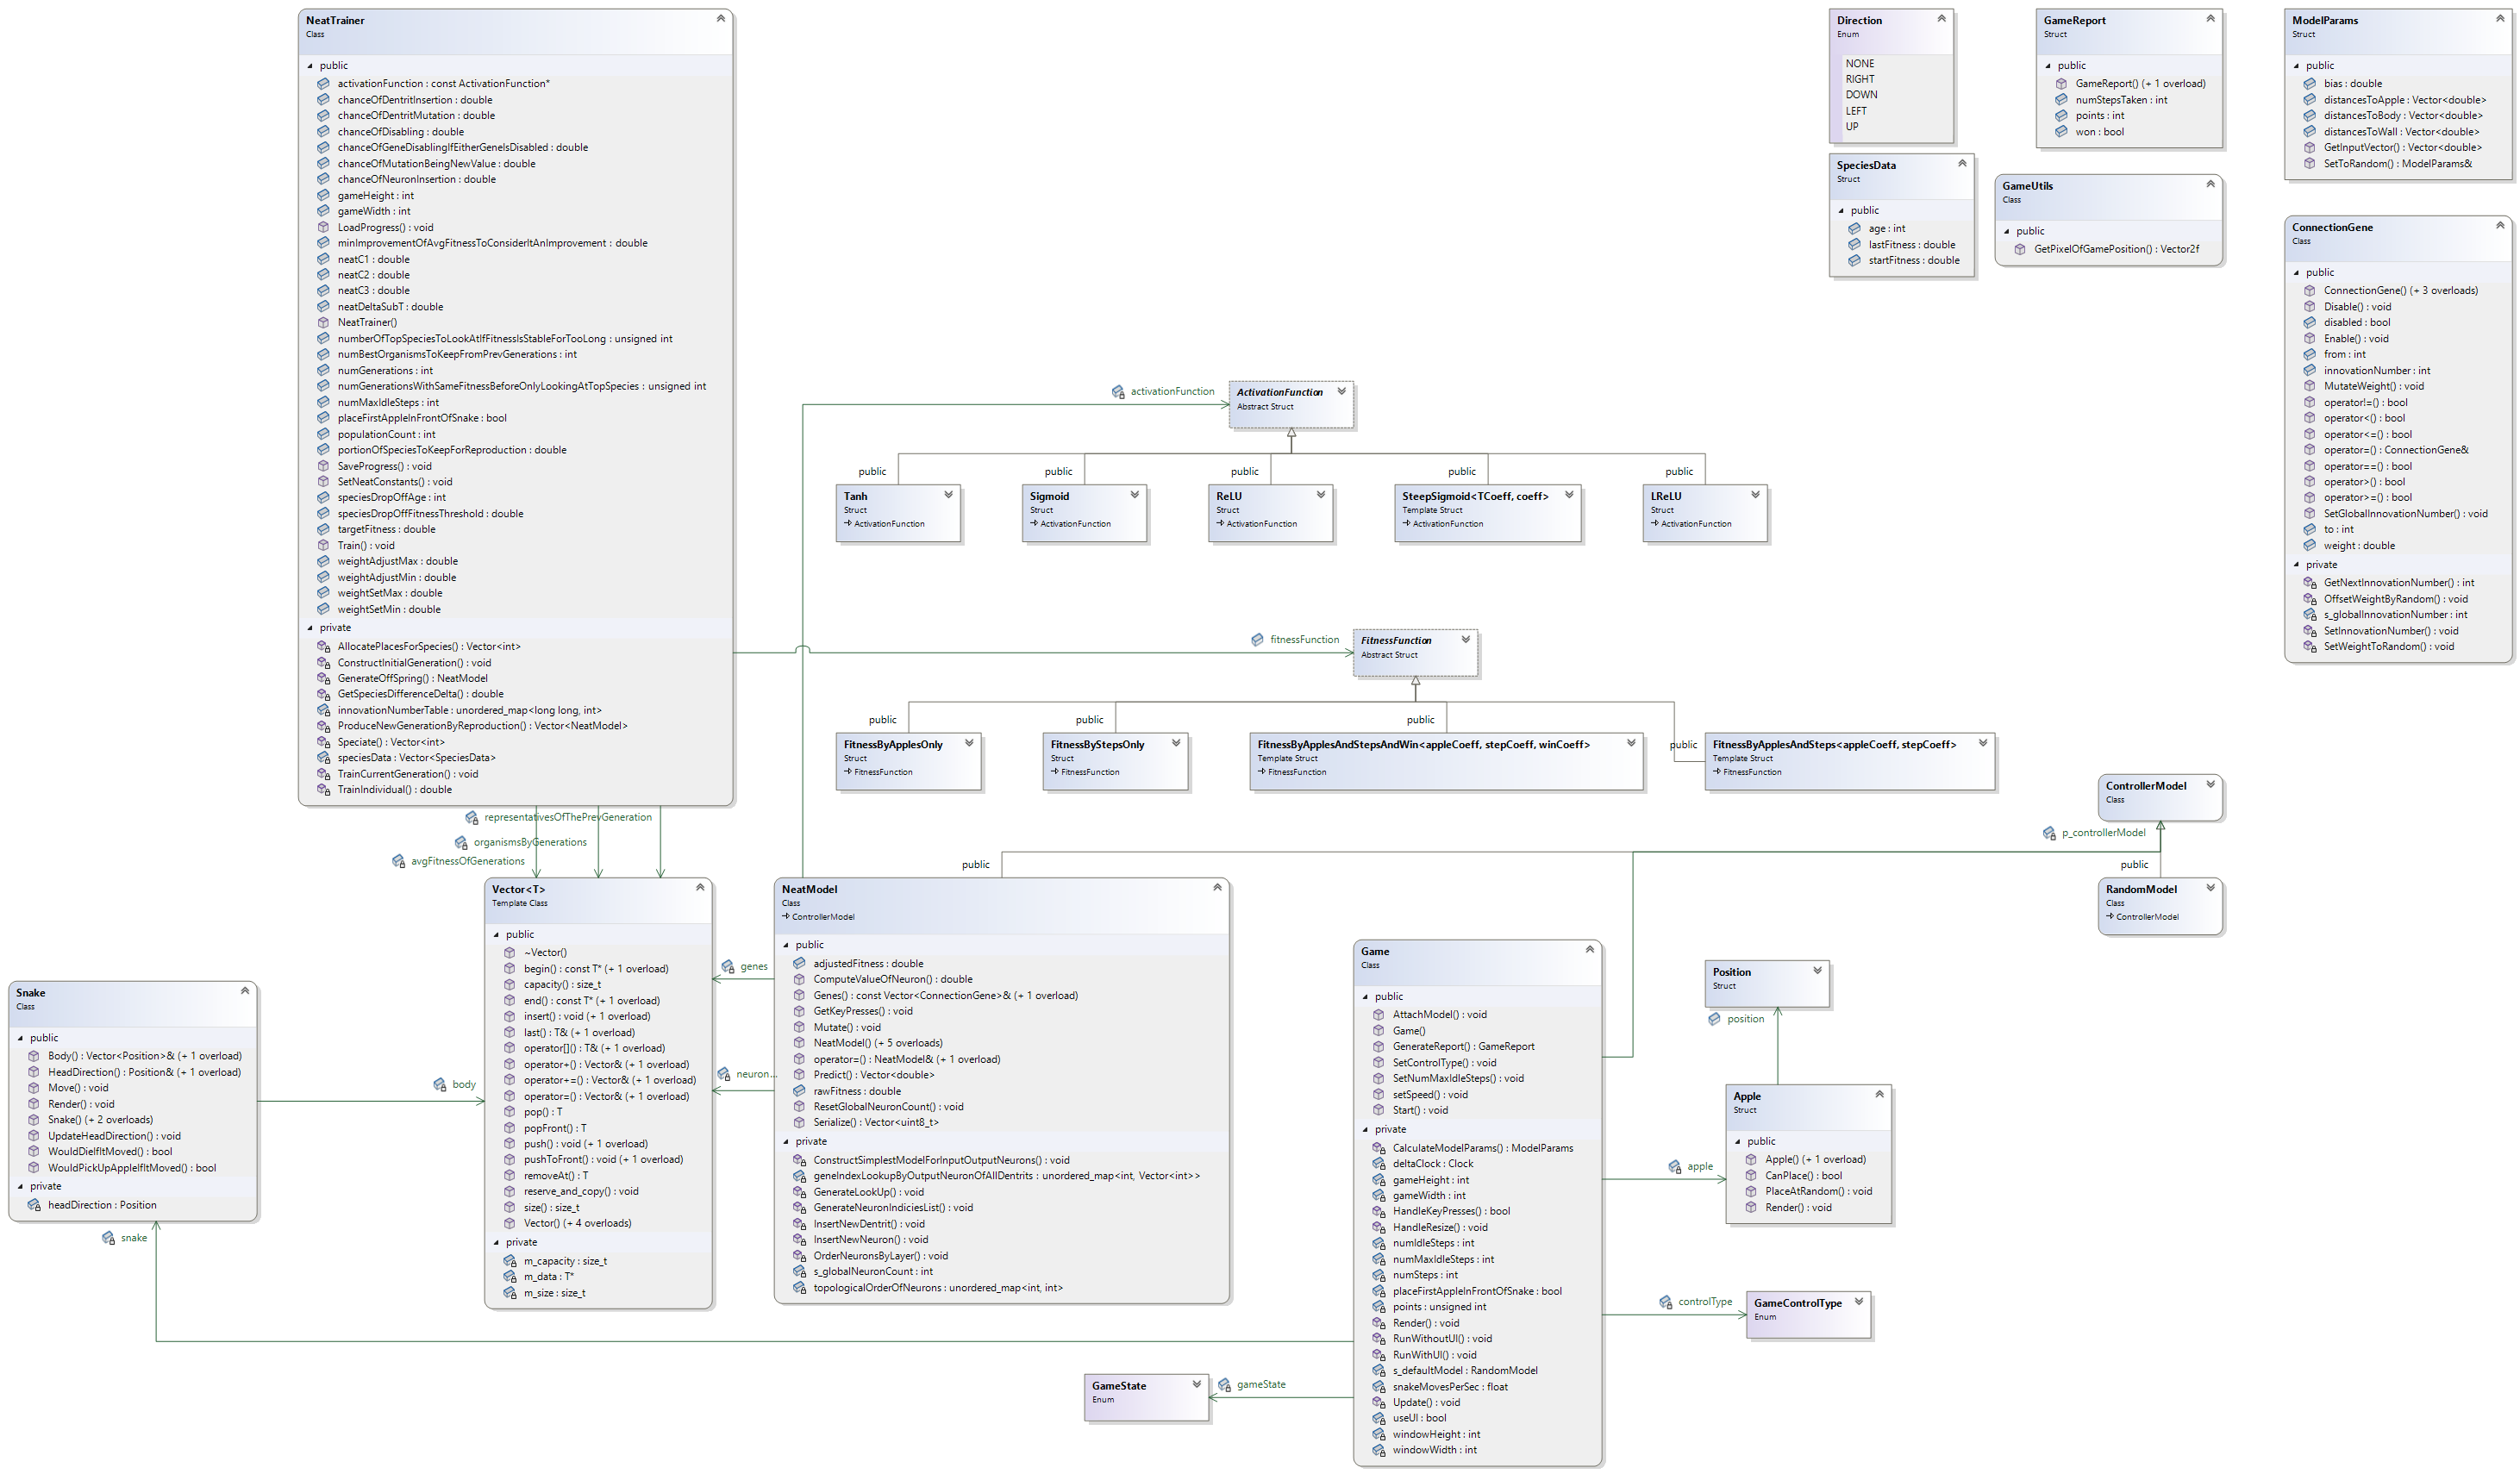 NeatTrainer
Class
public
activationFunction : const ActivationFunction*
chanceOfDentritInsertion : double
chanceOfDentritMutation : double
chanceOfDisabling : double
chanceOfGeneDisablingIfEitherGeneIsDisabled : double
chanceOfMutationBeingNewValue : double
chanceOfNeuronInsertion : double
gameHeight : int
gameWidth : int
LoadProgress() : void
minImprovementOfAvgFitnessToConsiderItAnImprovement : double
neatC1 : double
neatC2 : double
neatC3 : double
neatDeltaSubT : double
NeatTrainer()
numberOfTopSpeciesToLookAtIfFitnessIsStableForTooLong : unsigned int
numBestOrganismsToKeepFromPrevGenerations : int
numGenerations : int
numGenerationsWithSameFitnessBeforeOnlyLookingAtTopSpecies : unsigned int
numMaxIdleSteps : int
placeFirstAppleInFrontOfSnake : bool
populationCount : int
portionOfSpeciesToKeepForReproduction : double
SaveProgress() : void
SetNeatConstants() : void
speciesDropOffAge : int
speciesDropOffFitnessThreshold : double
targetFitness : double
Train() : void
weightAdjustMax : double
weightAdjustMin : double
weightSetMax : double
weightSetMin : double
private
AllocatePlacesForSpecies() : Vector<int>
ConstructInitialGeneration() : void
GenerateOffSpring() : NeatModel
GetSpeciesDifferenceDelta() : double
innovationNumberTable : unordered_map<long long, int>
ProduceNewGenerationByReproduction() : Vector<NeatModel>
Speciate() : Vector<int>
speciesData : Vector<SpeciesData>
TrainCurrentGeneration() : void
TrainIndividual() : double
representativesOfThePrevGeneration
organismsByGenerations
avgFitnessOfGenerations
Direction
Enum
NONE
RIGHT
DOWN
LEFT
UP
GameReport
Struct
public
GameReport() (+ 1 overload)
numStepsTaken : int
points : int
won : bool
ModelParams
Struct
public
bias : double
distancesToApple : Vector<double>
distancesToBody : Vector<double>
distancesToWall : Vector<double>
GetInputVector() : Vector<double>
SetToRandom() : ModelParams&
SpeciesData
Struct
public
age : int
lastFitness : double
startFitness : double
GameUtils
Class
public
GetPixelOfGamePosition() : Vector2f
ConnectionGene
Class
public
ConnectionGene() (+ 3 overloads)
Disable() : void
disabled : bool
Enable() : void
from : int
innovationNumber : int
MutateWeight() : void
operator!=() : bool
operator<() : bool
operator<=() : bool
operator=() : ConnectionGene&
operator==() : bool
operator>() : bool
operator>=() : bool
SetGlobalInnovationNumber() : void
to : int
weight : double
private
GetNextInnovationNumber() : int
OffsetWeightByRandom() : void
s_globalInnovationNumber : int
SetInnovationNumber() : void
SetWeightToRandom() : void
activationFunction
ActivationFunction
Abstract Struct
public
public
public
public
public
Tanh
Struct
ActivationFunction
Sigmoid
Struct
ActivationFunction
ReLU
Struct
ActivationFunction
SteepSigmoid<TCoeff, coeff>
Template Struct
ActivationFunction
LReLU
Struct
ActivationFunction
fitnessFunction
FitnessFunction
Abstract Struct
public
public
public
public
FitnessByApplesOnly
Struct
FitnessFunction
FitnessByStepsOnly
Struct
FitnessFunction
FitnessByApplesAndStepsAndWin<appleCoeff, stepCoeff, winCoeff>
Template Struct
FitnessFunction
FitnessByApplesAndSteps<appleCoeff, stepCoeff>
Template Struct
FitnessFunction
ControllerModel
Class
p_controllerModel
public
public
RandomModel
Class
ControllerModel
Snake
Class
public
Body() : Vector<Position>& (+ 1 overload)
HeadDirection() : Position& (+ 1 overload)
Move() : void
Render() : void
Snake() (+ 2 overloads)
UpdateHeadDirection() : void
WouldDieIfItMoved() : bool
WouldPickUpAppleIfItMoved() : bool
private
headDirection : Position
snake
body
Vector<T>
Template Class
public
~Vector()
begin() : const T* (+ 1 overload)
capacity() : size_t
end() : const T* (+ 1 overload)
insert() : void (+ 1 overload)
last() : T& (+ 1 overload)
operator[]() : T& (+ 1 overload)
operator+() : Vector& (+ 1 overload)
operator+=() : Vector& (+ 1 overload)
operator=() : Vector& (+ 1 overload)
pop() : T
popFront() : T
push() : void (+ 1 overload)
pushToFront() : void (+ 1 overload)
removeAt() : T
reserve_and_copy() : void
size() : size_t
Vector() (+ 4 overloads)
private
m_capacity : size_t
m_data : T*
m_size : size_t
genes
neuron...
NeatModel
Class
ControllerModel
public
adjustedFitness : double
ComputeValueOfNeuron() : double
Genes() : const Vector<ConnectionGene>& (+ 1 overload)
GetKeyPresses() : void
Mutate() : void
NeatModel() (+ 5 overloads)
operator=() : NeatModel& (+ 1 overload)
Predict() : Vector<double>
rawFitness : double
ResetGlobalNeuronCount() : void
Serialize() : Vector<uint8_t>
private
ConstructSimplestModelForInputOutputNeurons() : void
geneIndexLookupByOutputNeuronOfAllDentrits : unordered_map<int, Vector<int>>
GenerateLookUp() : void
GenerateNeuronIndiciesList() : void
InsertNewDentrit() : void
InsertNewNeuron() : void
OrderNeuronsByLayer() : void
s_globalNeuronCount : int
topologicalOrderOfNeurons : unordered_map<int, int>
Game
Class
public
AttachModel() : void
Game()
GenerateReport() : GameReport
SetControlType() : void
SetNumMaxIdleSteps() : void
setSpeed() : void
Start() : void
private
CalculateModelParams() : ModelParams
deltaClock : Clock
gameHeight : int
gameWidth : int
HandleKeyPresses() : bool
HandleResize() : void
numIdleSteps : int
numMaxIdleSteps : int
numSteps : int
placeFirstAppleInFrontOfSnake : bool
points : unsigned int
Render() : void
RunWithoutUI() : void
RunWithUI() : void
s_defaultModel : RandomModel
snakeMovesPerSec : float
Update() : void
useUI : bool
windowHeight : int
windowWidth : int
Position
Struct
position
Apple
Struct
public
Apple() (+ 1 overload)
CanPlace() : bool
PlaceAtRandom() : void
Render() : void
apple
controlType
GameControlType
Enum
GameState
Enum
gameState